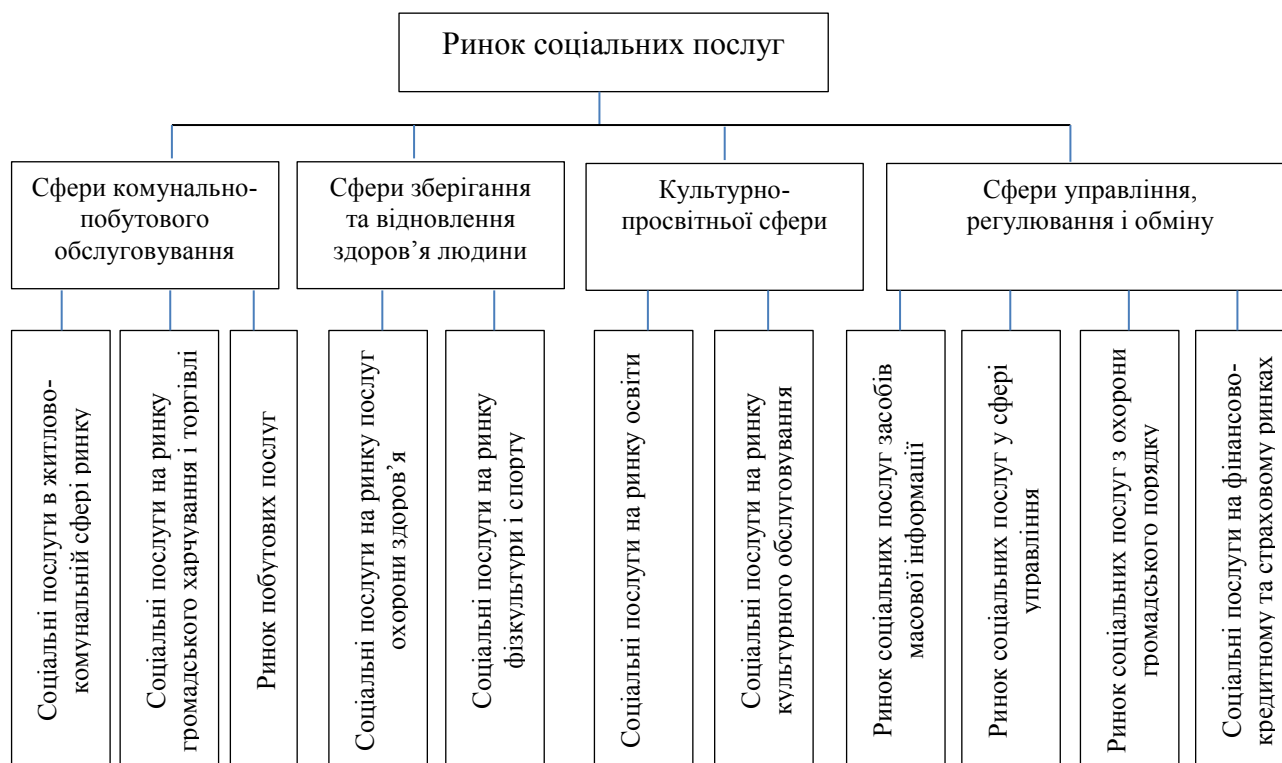 Ринок соціальних послуг
Сфери комунально-
побутового
обслуговування
Сфери зберігання
та відновлення
здоров’я людини
Культурно-
просвітньої сфери
Сфери управління,
регулювання і обміну
Соціальні послуги в житлово-
комунальній сфері ринку
Соціальні послуги на ринку
громадського харчування і торгівлі
Ринок побутових послуг
Соціальні послуги на ринку послуг
охорони здоров’я
Соціальні послуги на ринку
фізкультури і спорту
Соціальні послуги на ринку освіти
Соціальні послуги на ринку
культурного обслуговування
Ринок соціальних послуг засобів
масової інформації
Ринок соціальних послуг у сфері
управління
Ринок соціальних послуг з охорони
громадського порядку
Соціальні послуги на фінансово-
кредитному та страховому ринках